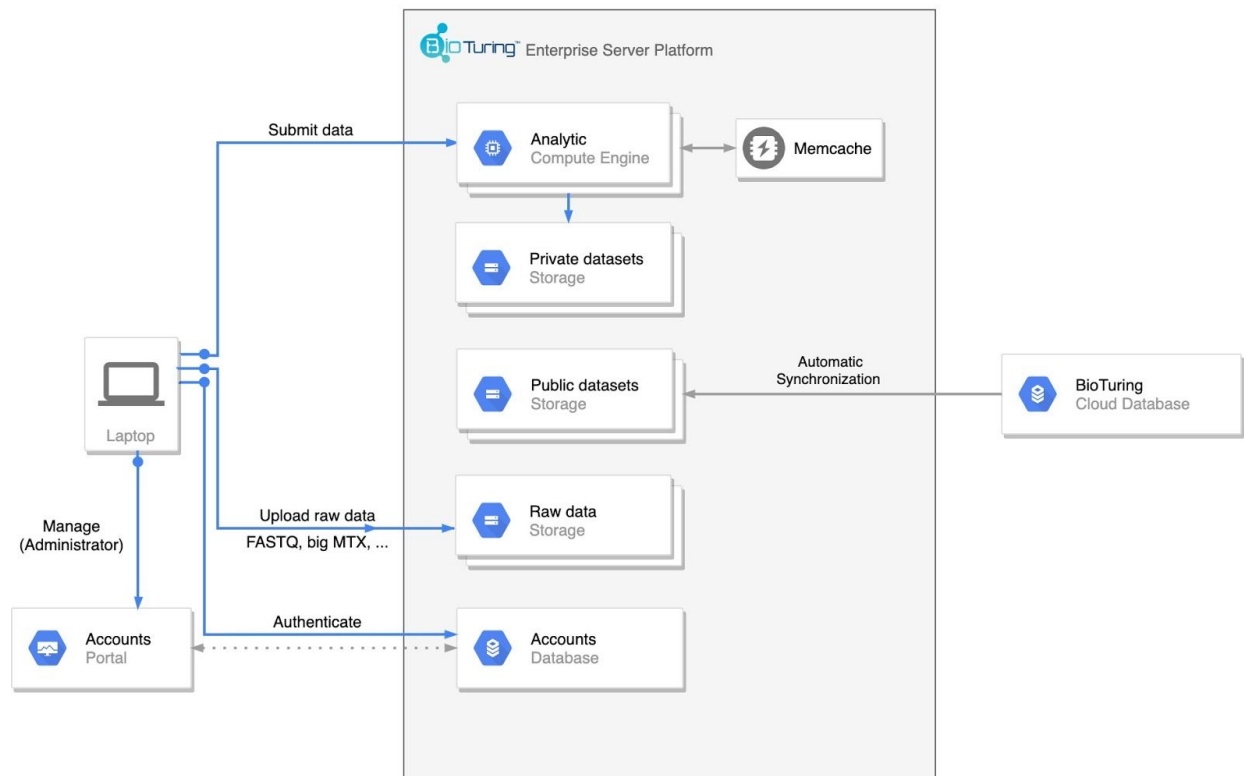 BioTuring™ Enterprise Server Platform
Submit data
Analytic
Compute Engine
Memcache
Private datasets
Storage
Public datasets
Storage
Automatic
Synchronization
BioTuring
Cloud Database
Laptop
Manage
(Administrator)
Upload raw data
FASTQ, big MTX, ...
Raw data
Storage
Accounts
Portal
Authenticate
Accounts
Database